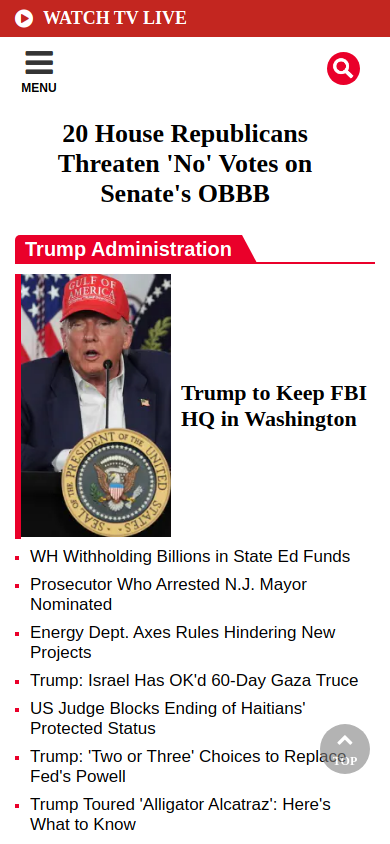 WATCH TV LIVE
MENU
20 House Republicans
Threaten 'No' Votes on
Senate's OBBB
Trump Administration
GULF OF
AMERICA
SEAL OF THE PRESIDENT OF THE UNITED STATES
Trump to Keep FBI
HQ in Washington
WH Withholding Billions in State Ed Funds
Prosecutor Who Arrested N.J. Mayor
Nominated
Energy Dept. Axes Rules Hindering New
Projects
Trump: Israel Has OK'd 60-Day Gaza Truce
US Judge Blocks Ending of Haitians'
Protected Status
Trump: 'Two or Three' Choices to Replace
Fed's Powell
TOP
Trump Toured 'Alligator Alcatraz': Here's
What to Know